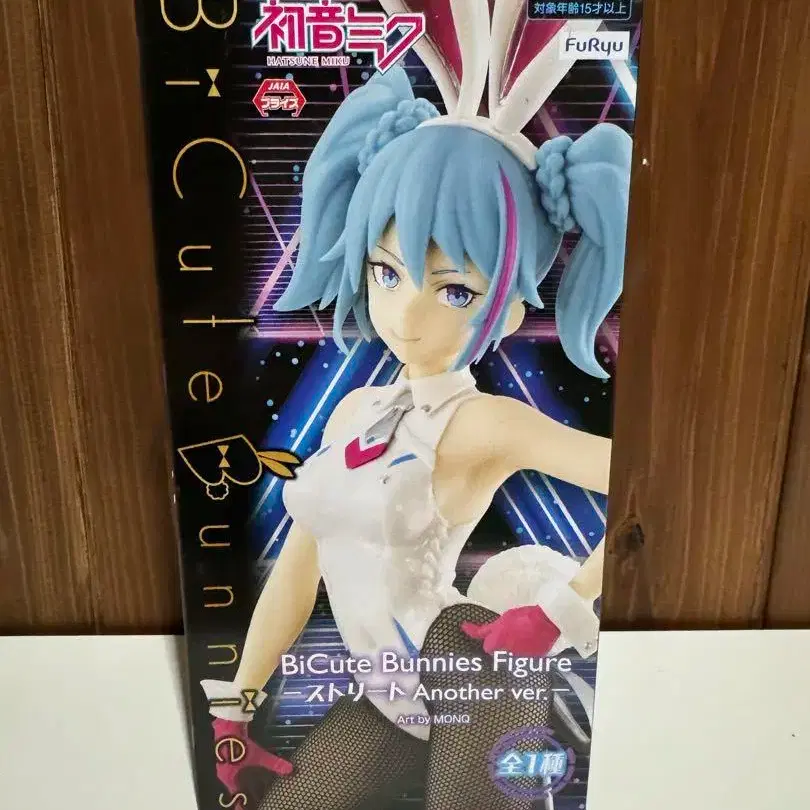 BiCute Bunnies
初音ミク
HATSUNE MIKU
JAIA
プライズ
対象年齢15才以上
FuRyu
BiCute Bunnies Figure
－ストリート Another ver.－
Art by MONQ
全1種